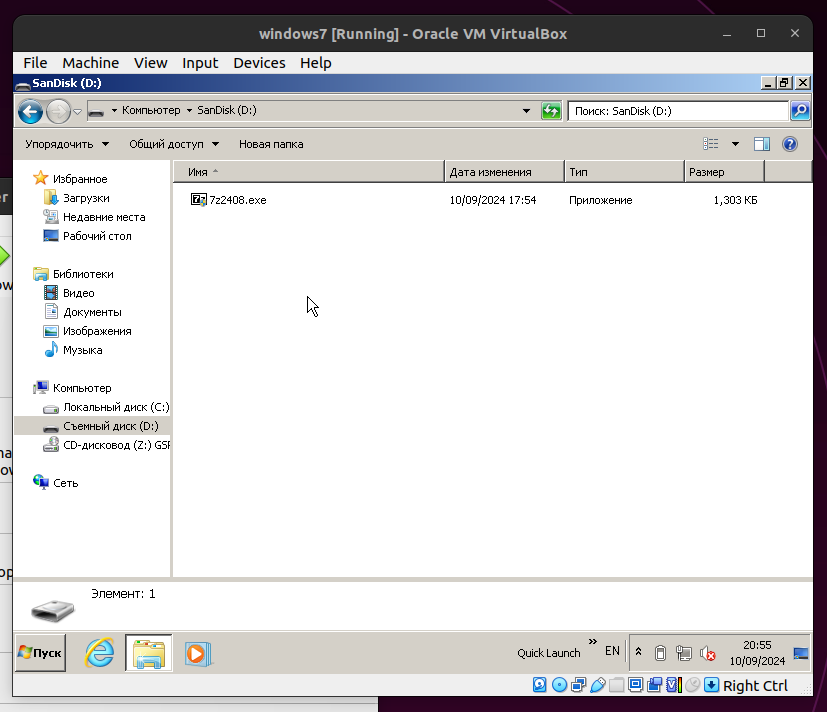 windows7 [Running] - Oracle VM VirtualBox
File Machine View Input Devices Help
SanDisk (D:)
Компьютер SanDisk (D:)
Поиск: SanDisk (D:)
Упорядочить Общий доступ Новая папка
Имя Дата изменения Тип Размер
7z2408.exe 10/09/2024 17:54 Приложение 1,303 КБ
Избранное
Загрузки
Недавние места
Рабочий стол
Библиотеки
Видео
Документы
Изображения
Музыка
Компьютер
Локальный диск (C:)
Съемный диск (D:)
CD-дисковод (Z:) GSP
Сеть
Элемент: 1
Пуск
Quick Launch
EN
20:55
10/09/2024
Right Ctrl